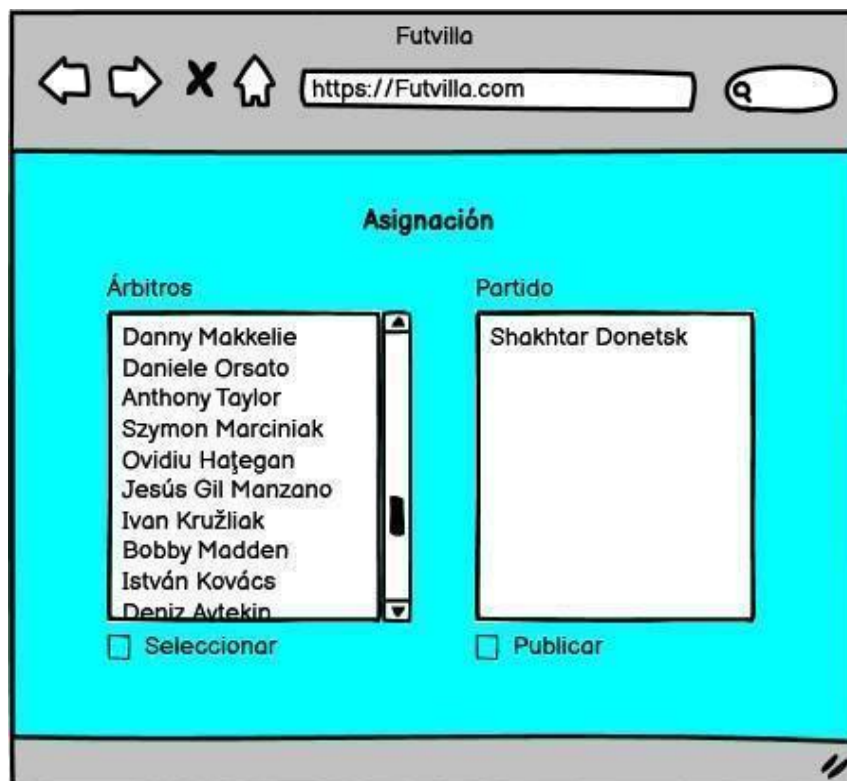 Futvilla
https://Futvilla.com
Asignación
Árbitros
Danny Makkelie
Daniele Orsato
Anthony Taylor
Szymon Marciniak
Ovidiu Haţegan
Jesús Gil Manzano
Ivan Kružliak
Bobby Madden
István Kovács
Deniz Aytekin
Seleccionar
Partido
Shakhtar Donetsk
Publicar